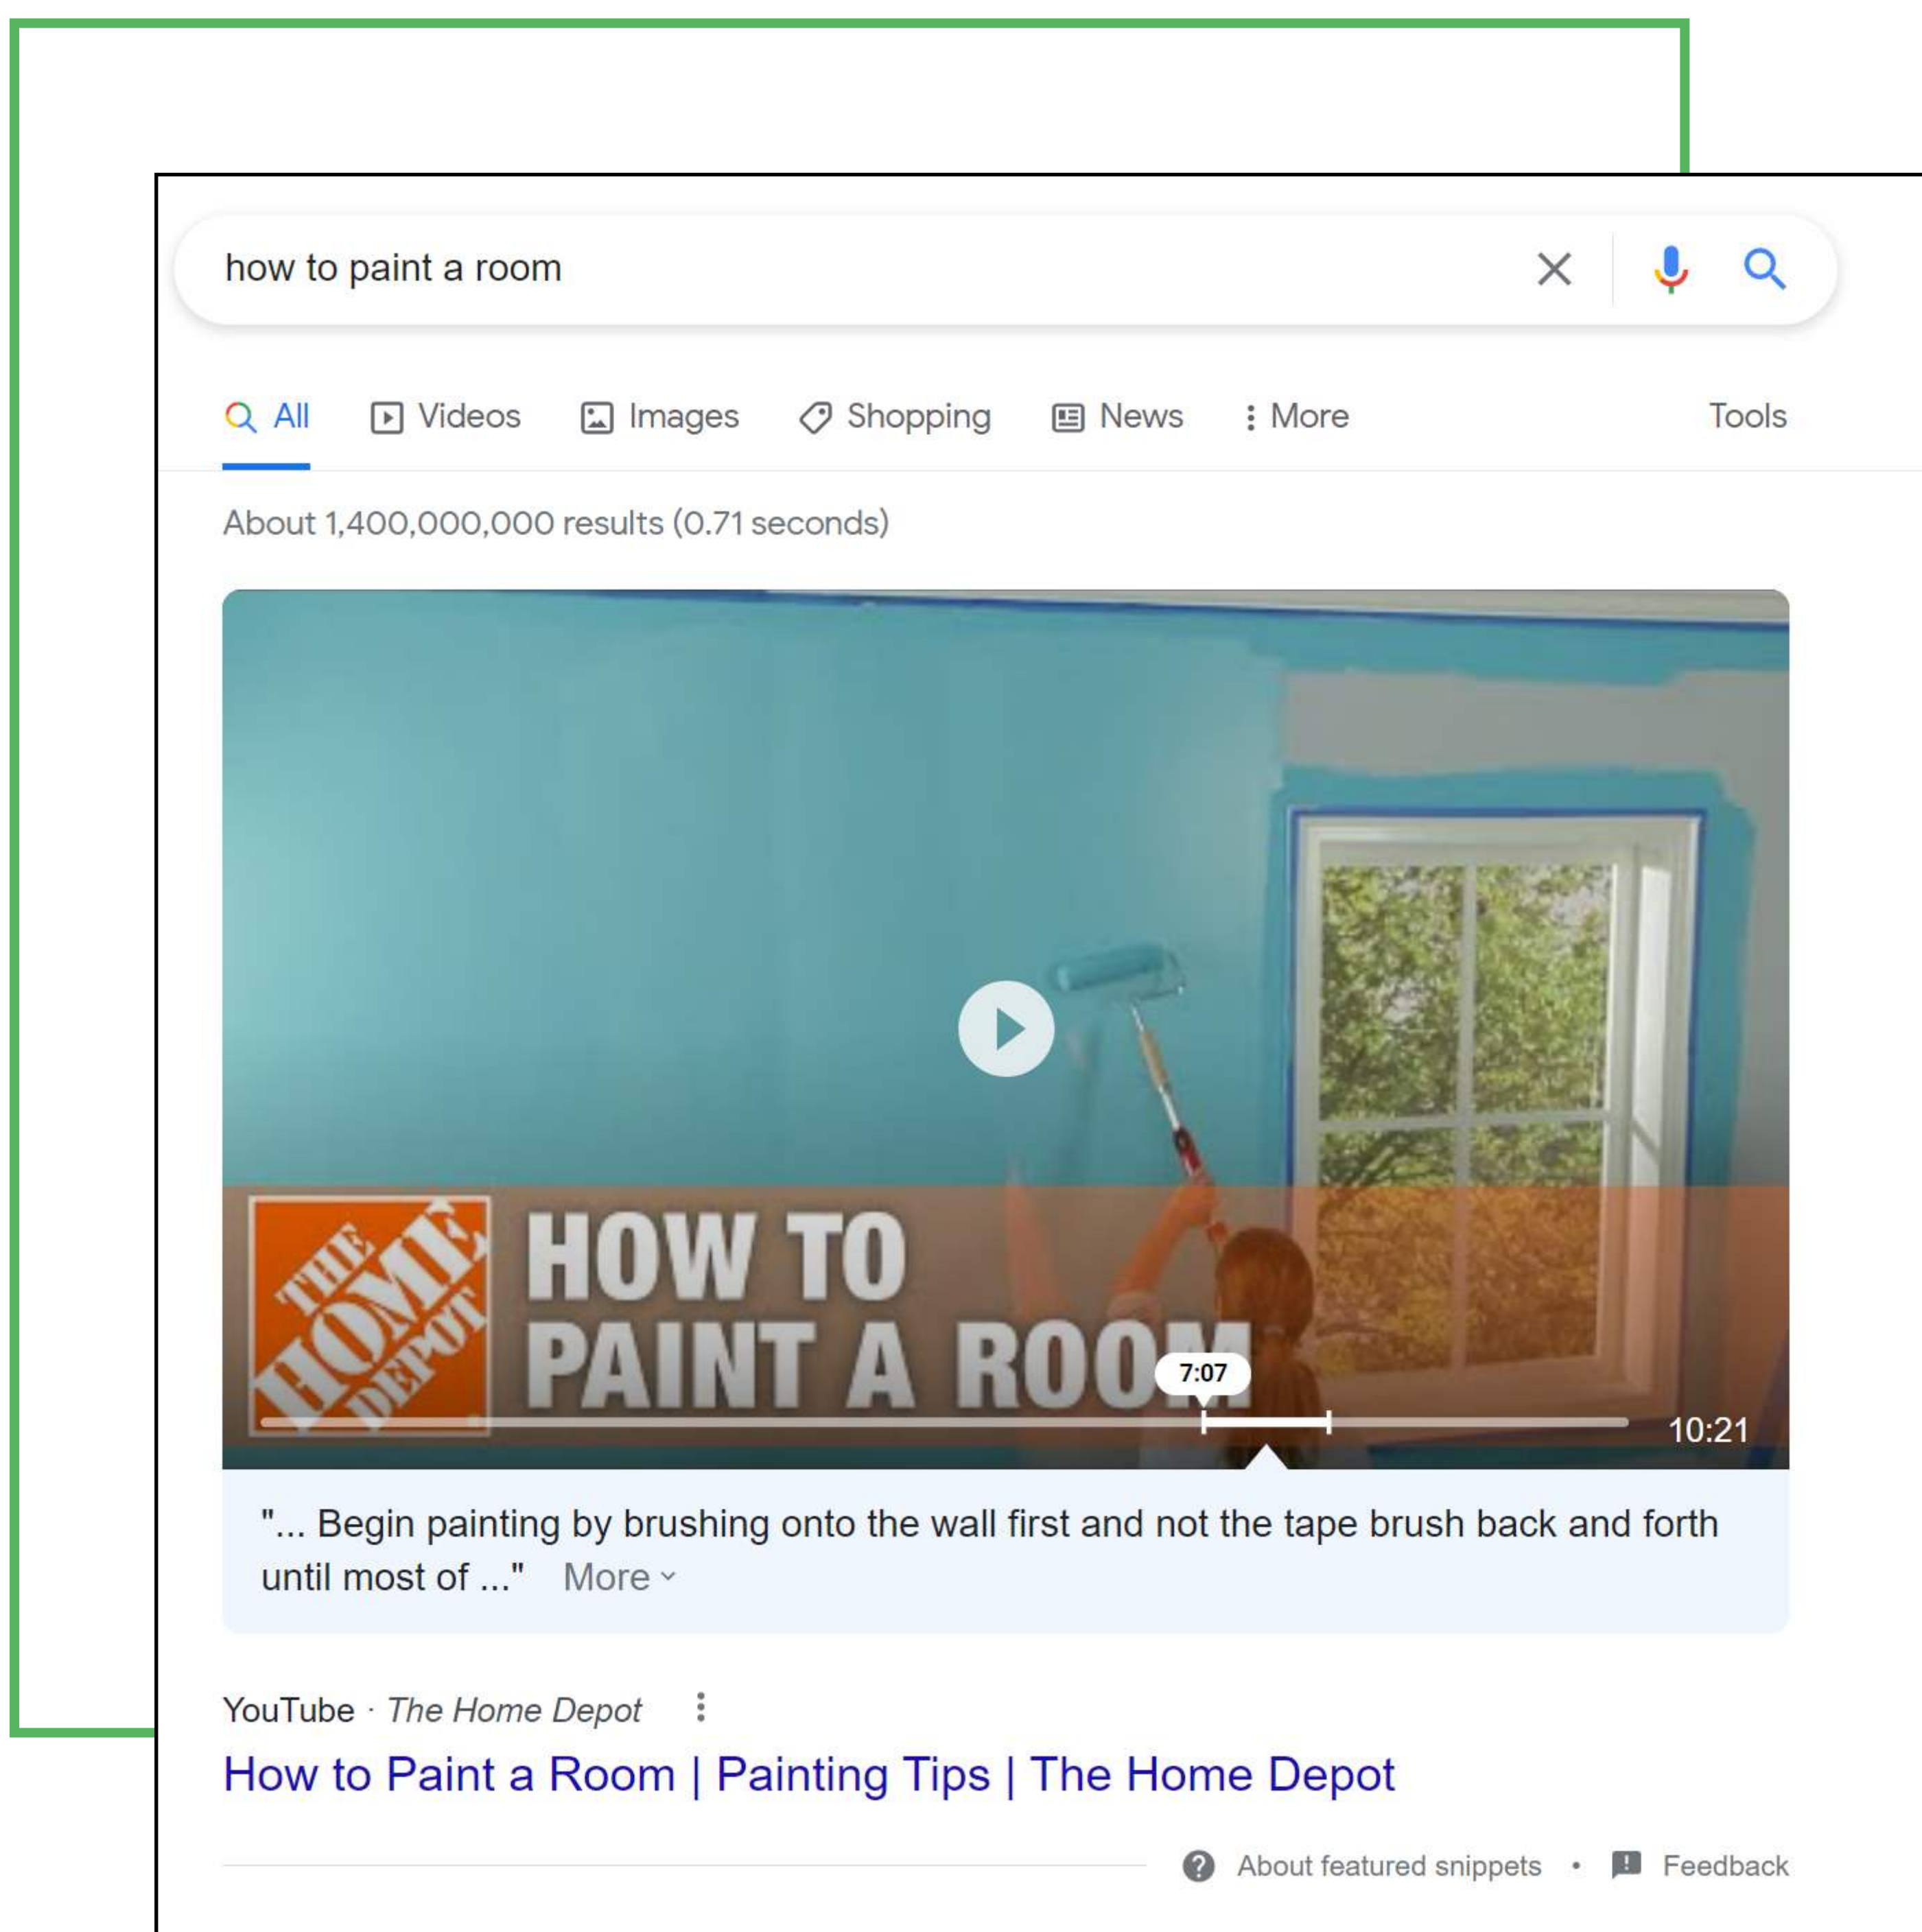 how to paint a room
All Videos Images Shopping News More Tools
About 1,400,000,000 results (0.71 seconds)
THE
HOME
DEPOT
HOW TO
PAINT A ROOM
7:07
10:21
"... Begin painting by brushing onto the wall first and not the tape brush back and forth
until most of ..." More
YouTube · The Home Depot
How to Paint a Room | Painting Tips | The Home Depot
About featured snippets • Feedback